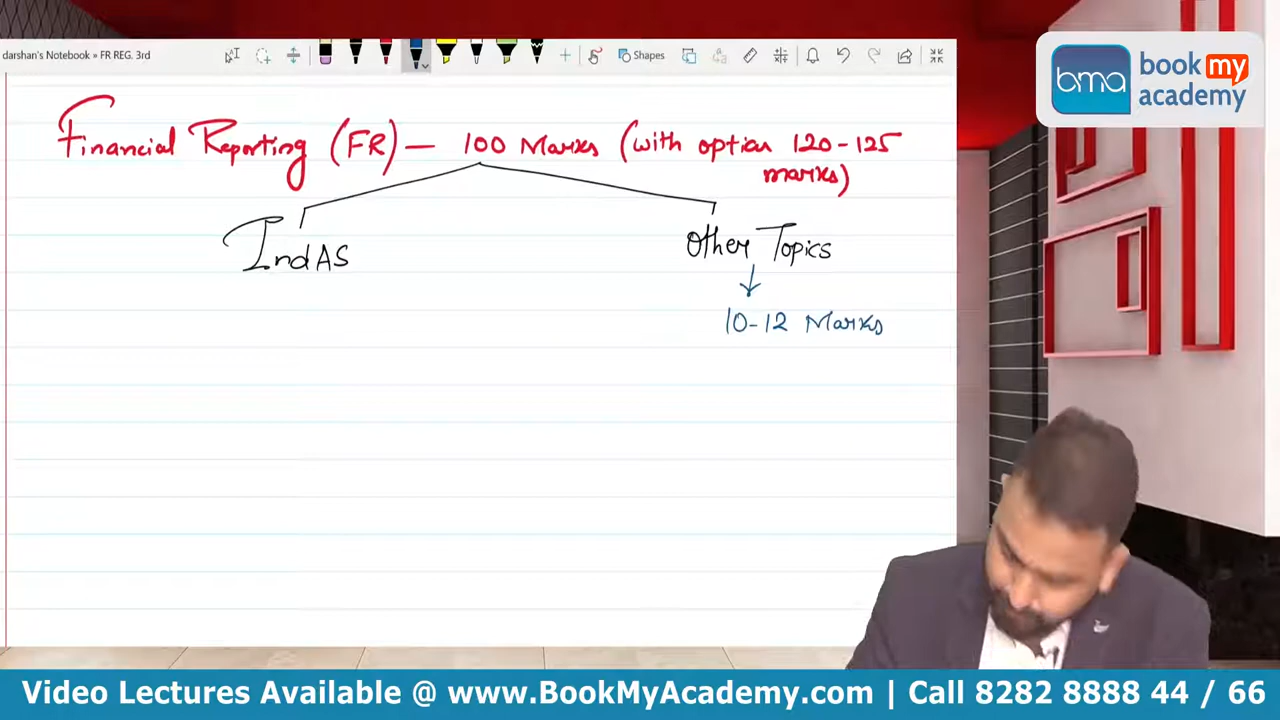 darshan's Notebook » FR REG. 3rd
Shapes
bma
book my
academy
Financial Reporting (FR) — 100 Marks (with option 120-125
marks)
IndAS
Other Topics
10-12 Marks
Video Lectures Available @ www.BookMyAcademy.com | Call 8282 8888 44 / 66